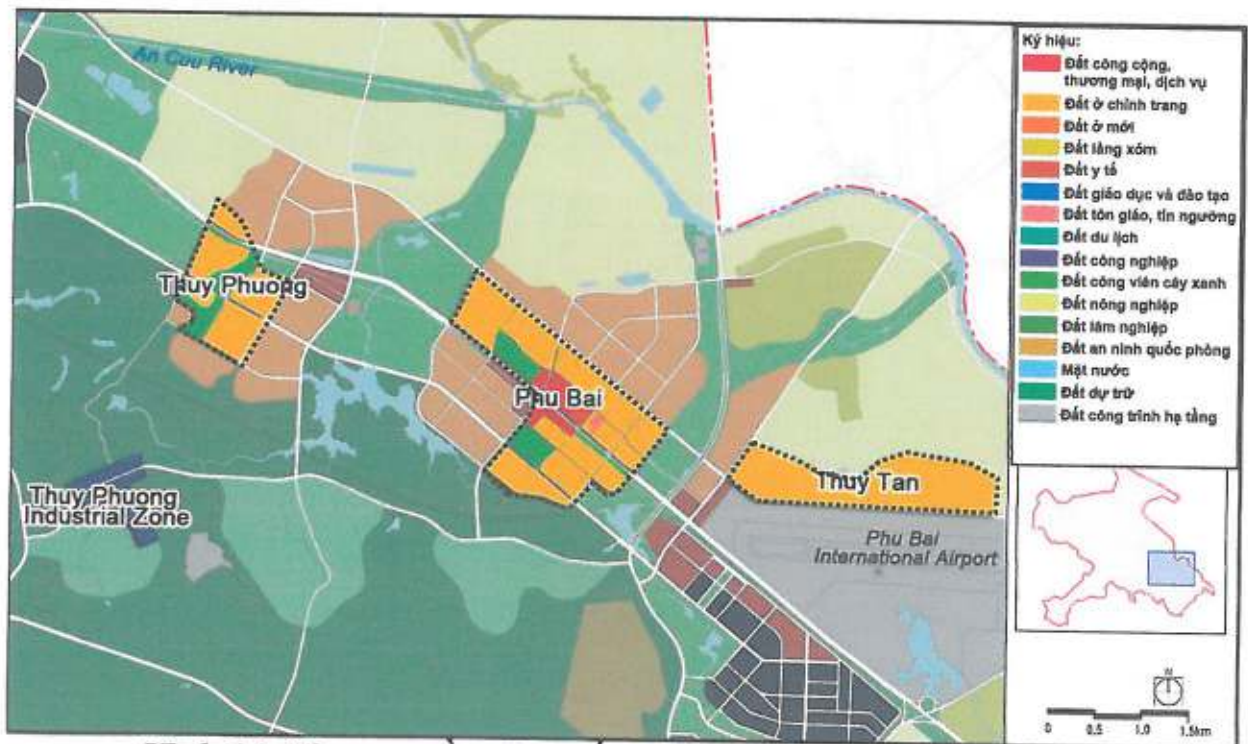 An Cuu River
Thuy Phuong
Phu Bai
Thuy Tan
Thuy Phuong
Industrial Zone
Phu Bai
International Airport
Ký hiệu:
Đất công cộng,
thương mại, dịch vụ
Đất ở chỉnh trang
Đất ở mới
Đất làng xóm
Đất y tế
Đất giáo dục và đào tạo
Đất tôn giáo, tín ngưỡng
Đất du lịch
Đất công nghiệp
Đất công viên cây xanh
Đất nông nghiệp
Đất lâm nghiệp
Đất an ninh quốc phòng
Mặt nước
Đất dự trữ
Đất công trình hạ tầng
0 0.5 1.0 1.5km